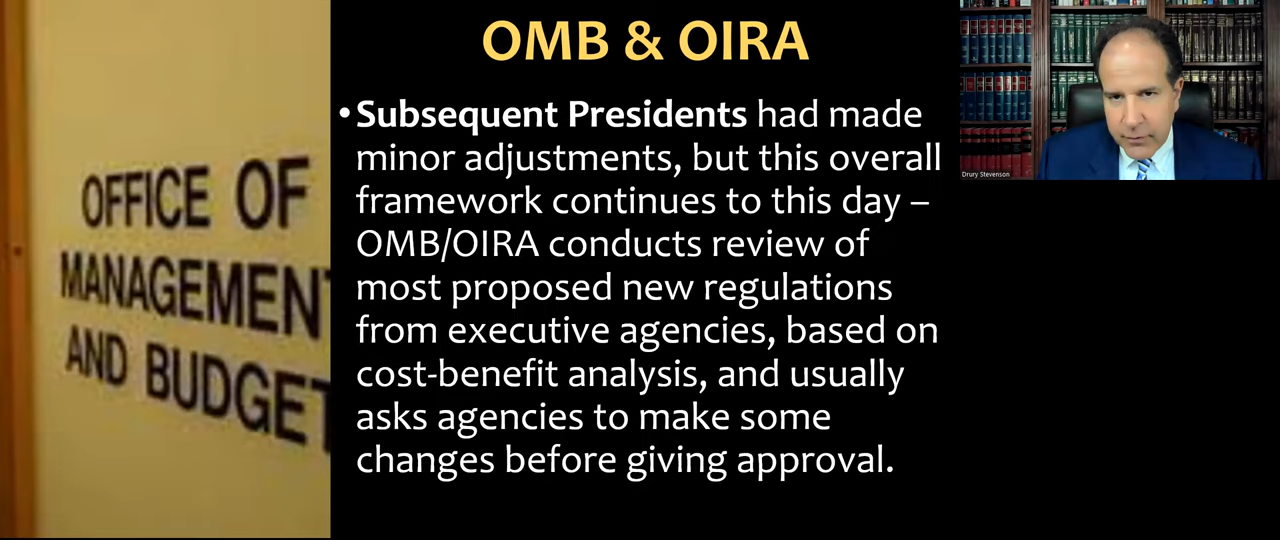 OMB & OIRA
•Subsequent Presidents had made
minor adjustments, but this overall
framework continues to this day –
OMB/OIRA conducts review of
most proposed new regulations
from executive agencies, based on
cost-benefit analysis, and usually
asks agencies to make some
changes before giving approval.
OFFICE OF
MANAGEMENT
AND BUDGET
Drury Stevenson